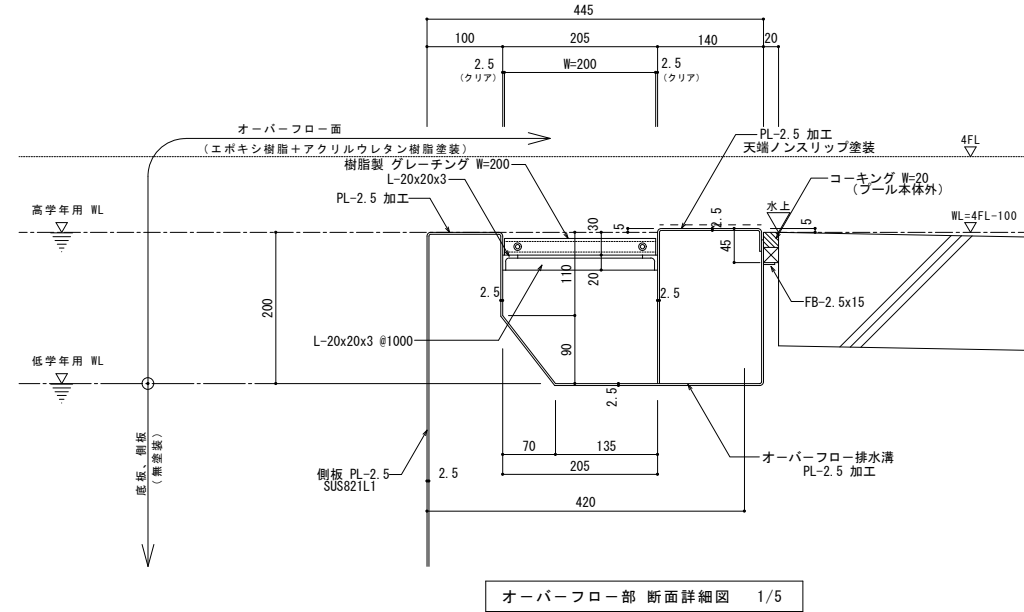 445
100
205
140
20
2.5
(クリア)
W=200
2.5
(クリア)
オーバーフロー面
(エポキシ樹脂＋アクリルウレタン樹脂塗装)
PL-2.5 加工
天端ノンスリップ塗装
4FL
樹脂製 グレーチング W=200
L-20x20x3
PL-2.5 加工
コーキング W=20
(プール本体外)
高学年用 WL
水上
WL=4FL-100
30
5
2.5
5
45
110
20
2.5
2.5
200
FB-2.5x15
L-20x20x3 @1000
90
低学年用 WL
2.5
70
135
205
底板、側板
(無塗装)
側板 PL-2.5
SUS821L1
2.5
オーバーフロー排水溝
PL-2.5 加工
420
オーバーフロー部 断面詳細図 1/5